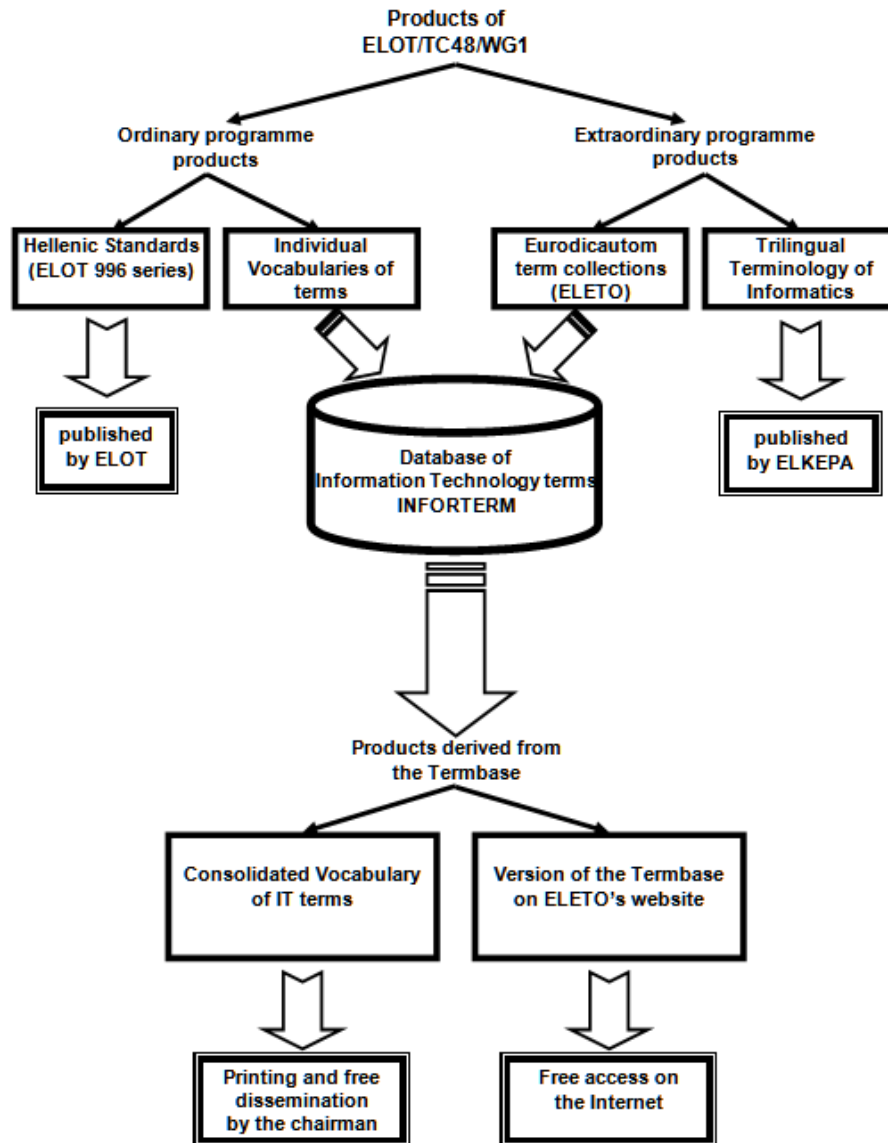 Products of
ELOT/TC48/WG1
Ordinary programme
products
Extraordinary programme
products
Hellenic Standards
(ELOT 996 series)
Individual
Vocabularies of
terms
Eurodicautom
term collections
(ELETO)
Trilingual
Terminology of
Informatics
published
by ELOT
Database of
Information Technology terms
INFORTERM
published
by ELKEPA
Products derived from
the Termbase
Consolidated Vocabulary
of IT terms
Version of the Termbase
on ELETO's website
Printing and free
dissemination
by the chairman
Free access on
the Internet